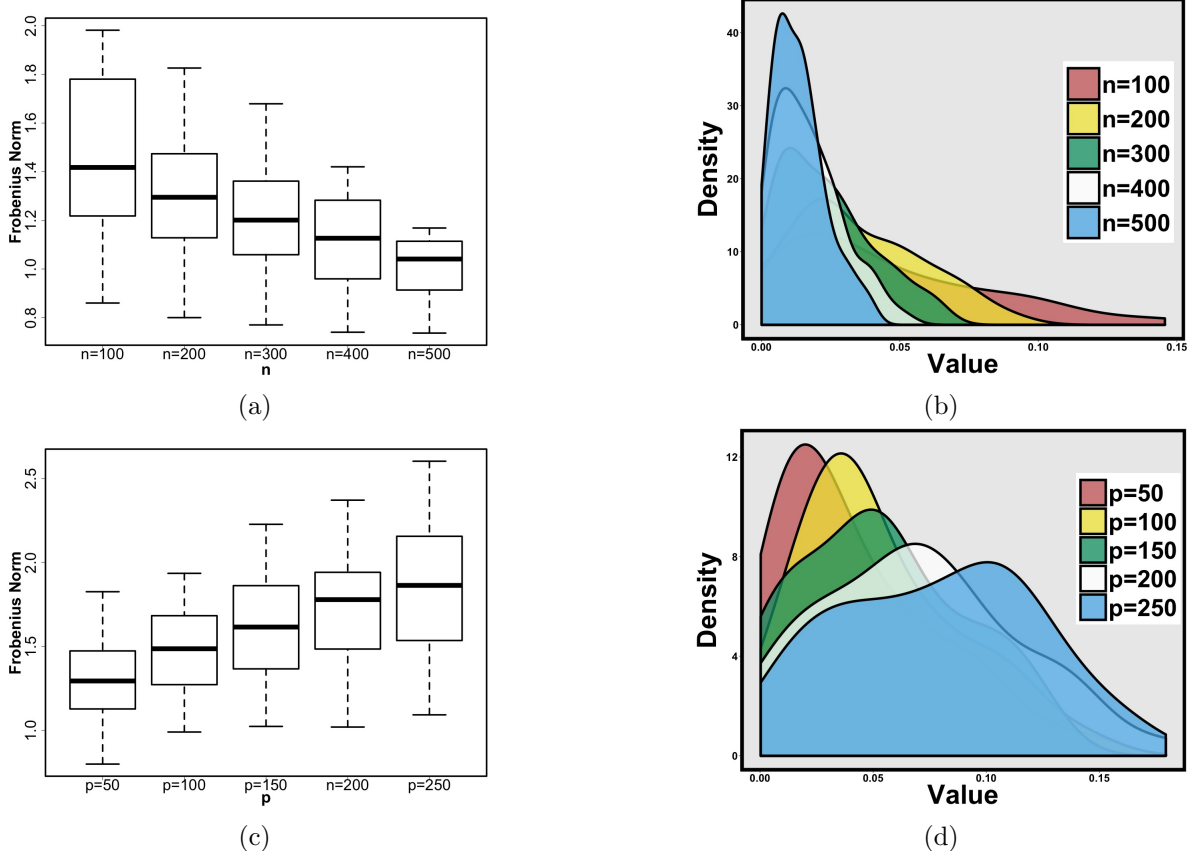 Frobenius Norm
2.0
1.8
1.6
1.4
1.2
1.0
0.8
n=100 n=200 n=300 n=400 n=500
n
(a)
Density
40
30
20
10
0
n=100
n=200
n=300
n=400
n=500
0.00 0.05 0.10 0.15
Value
(b)
Frobenius Norm
2.5
2.0
1.5
1.0
p=50 p=100 p=150 n=200 p=250
p
(c)
Density
12
8
4
0
p=50
p=100
p=150
p=200
p=250
0.00 0.05 0.10 0.15
Value
(d)